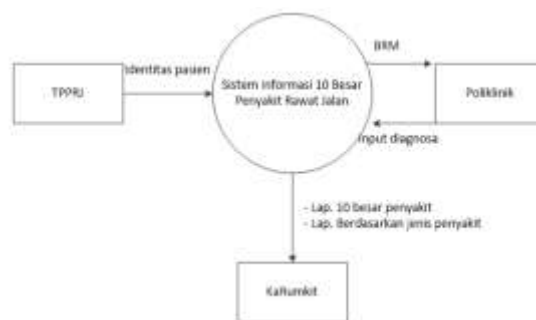 BRM
Identitas pasien
TPPRJ
Sistem Informasi 10 Besar
Penyakit Rawat Jalan
Poliklinik
Input diagnosa
- Lap. 10 besar penyakit
- Lap. Berdasarkan jenis penyakit
KaRumkit